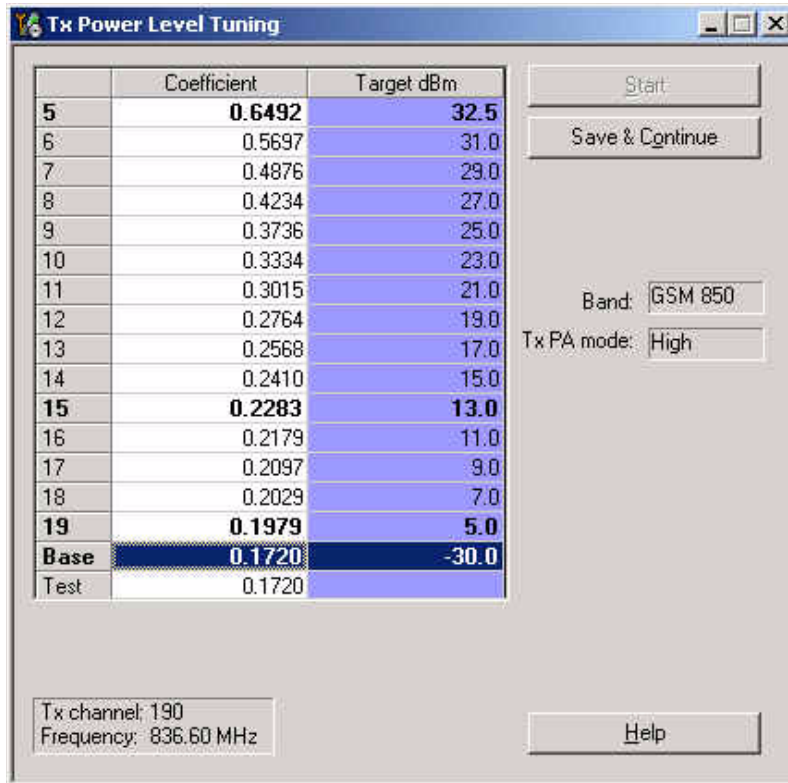 Tx Power Level Tuning
Coefficient Target dBm
5 0.6492 32.5
6 0.5697 31.0
7 0.4876 29.0
8 0.4234 27.0
9 0.3736 25.0
10 0.3334 23.0
11 0.3015 21.0
12 0.2764 19.0
13 0.2568 17.0
14 0.2410 15.0
15 0.2283 13.0
16 0.2179 11.0
17 0.2097 9.0
18 0.2029 7.0
19 0.1979 5.0
Base 0.1720 -30.0
Test 0.1720
Start
Save & Continue
Band: GSM 850
Tx PA mode: High
Tx channel: 190
Frequency: 836.60 MHz
Help